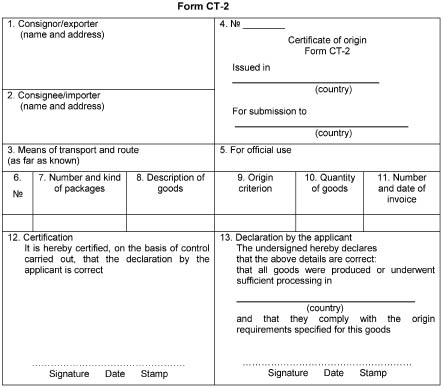 Form CT-2
1. Consignor/exporter
(name and address)
4. № ________
Certificate of origin
Form CT-2
Issued in
(country)
For submission to
(country)
2. Consignee/importer
(name and address)
3. Means of transport and route
(as far as known)
5. For official use
6.
№
7. Number and kind
of packages
8. Description of
goods
9. Origin
criterion
10. Quantity
of goods
11. Number
and date of
invoice
12. Certification
It is hereby certified, on the basis of control
carried out, that the declaration by the
applicant is correct
Signature Date Stamp
13. Declaration by the applicant
The undersigned hereby declares
that the above details are correct:
that all goods were produced or underwent
sufficient processing in
(country)
and that they comply with the origin
requirements specified for this goods
Signature Date Stamp